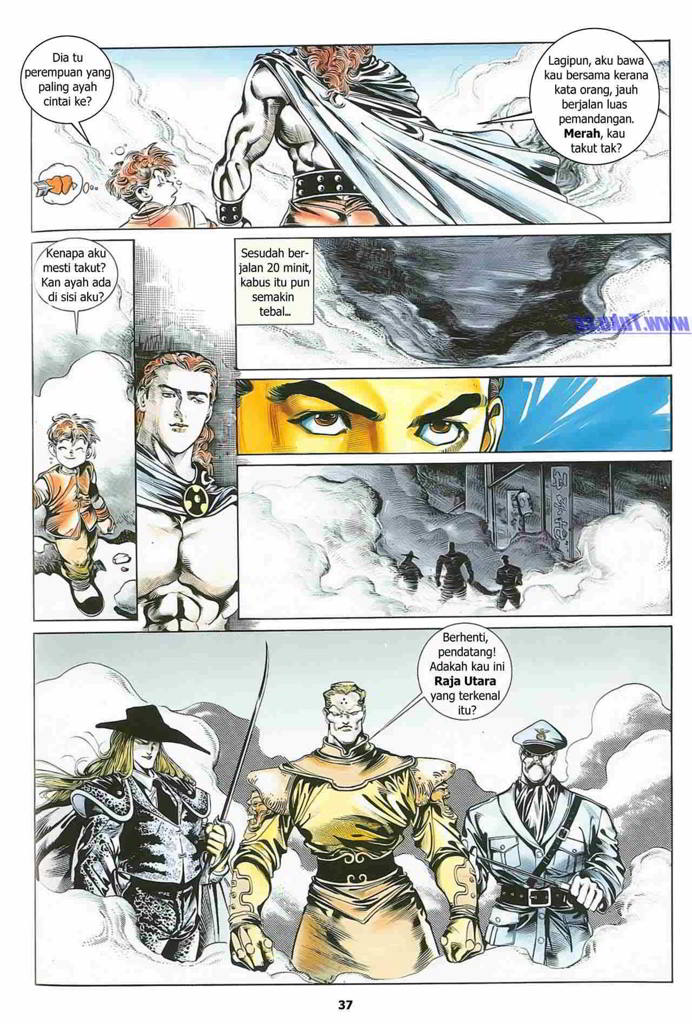 Dia tu
perempuan yang
paling ayah
cintai ke?
Lagipun, aku bawa
kau bersama kerana
kata orang, jauh
berjalan luas
pemandangan.
Merah, kau
takut tak?
Kenapa aku
mesti takut?
Kan ayah ada
di sisi aku?
Sesudah ber-
jalan 20 minit,
kabus itu pun
semakin
tebal...
Berhenti,
pendatang!
Adakah kau ini
Raja Utara
yang terkenal
itu?
37